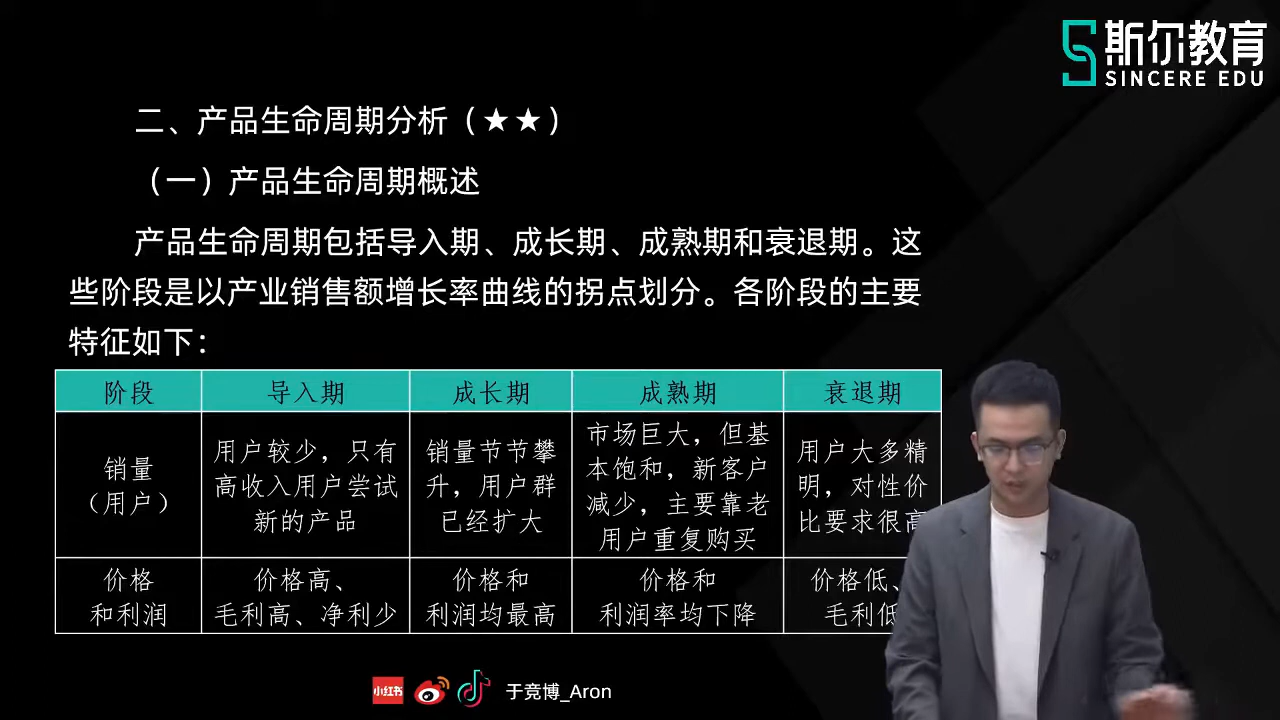 斯尔教育
SINCERE EDU
二、产品生命周期分析（★★）
（一）产品生命周期概述
产品生命周期包括导入期、成长期、成熟期和衰退期。这
些阶段是以产业销售额增长率曲线的拐点划分。各阶段的主要
特征如下：
阶段 导入期 成长期 成熟期 衰退期
销量
（用户）
用户较少，只有
高收入用户尝试
新的产品
销量节节攀
升，用户群
已经扩大
市场巨大，但基
本饱和，新客户
减少，主要靠老
用户重复购买
用户大多精
明，对性价
比要求很高
价格
和利润
价格高、
毛利高、净利少
价格和
利润均最高
价格和
利润率均下降
价格低、
毛利低
小红书
于竞博_Aron